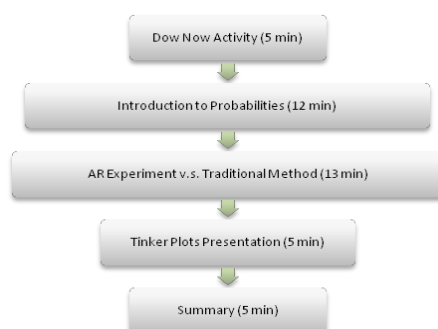 Dow Now Activity (5 min)
Introduction to Probabilities (12 min)
AR Experiment v.s. Traditional Method (13 min)
Tinker Plots Presentation (5 min)
Summary (5 min)